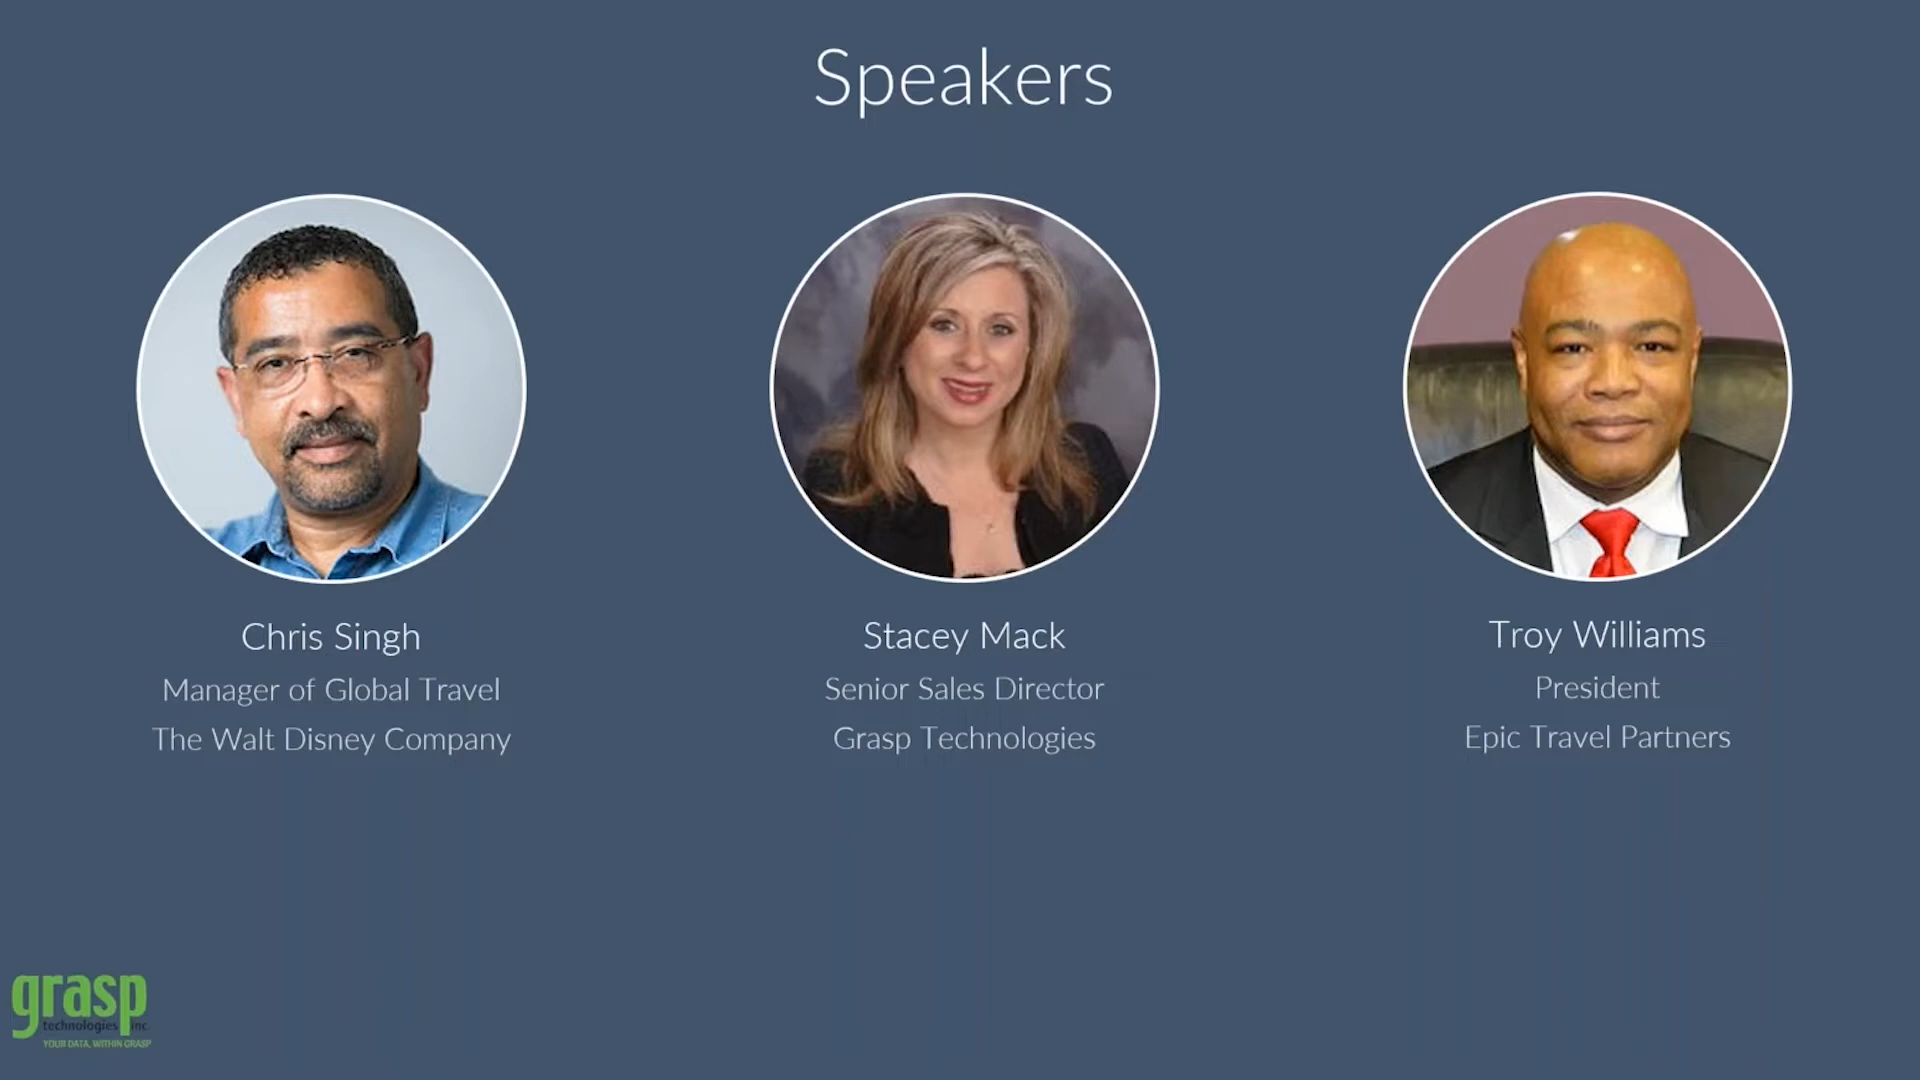 Speakers
Chris Singh
Manager of Global Travel
The Walt Disney Company
Stacey Mack
Senior Sales Director
Grasp Technologies
Troy Williams
President
Epic Travel Partners
grasp
technologies inc.
YOUR DATA, WITHIN GRASP